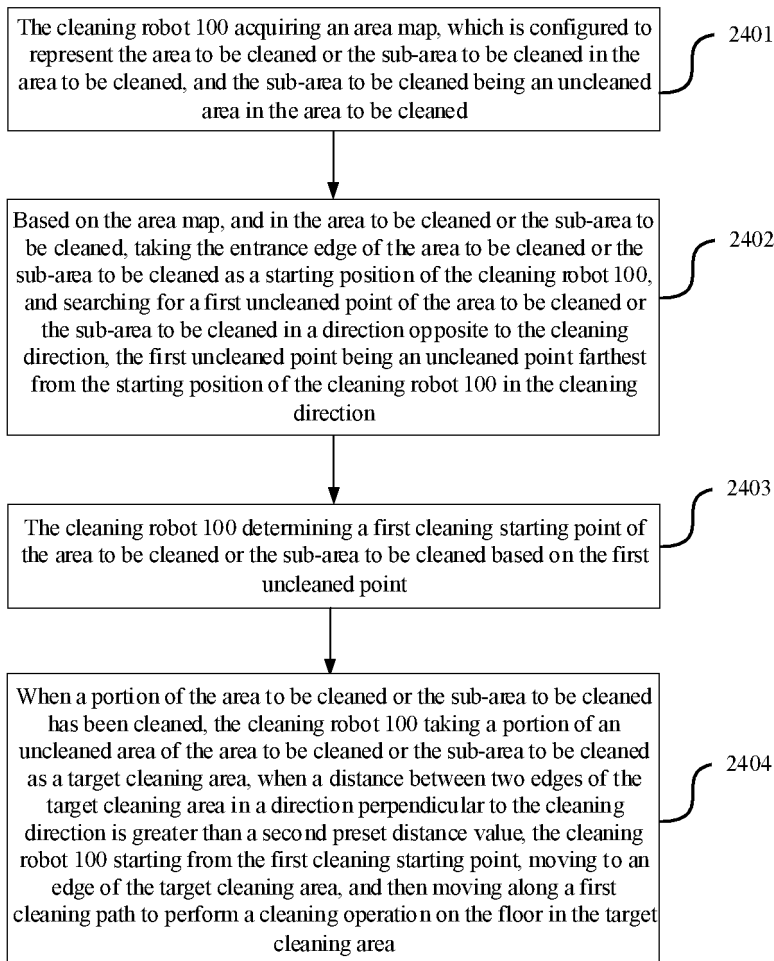 The cleaning robot 100 acquiring an area map, which is configured to
represent the area to be cleaned or the sub-area to be cleaned in the
area to be cleaned, and the sub-area to be cleaned being an uncleaned
area in the area to be cleaned
2401
Based on the area map, and in the area to be cleaned or the sub-area to
be cleaned, taking the entrance edge of the area to be cleaned or the
sub-area to be cleaned as a starting position of the cleaning robot 100,
and searching for a first uncleaned point of the area to be cleaned or
the sub-area to be cleaned in a direction opposite to the cleaning
direction, the first uncleaned point being an uncleaned point farthest
from the starting position of the cleaning robot 100 in the cleaning
direction
2402
The cleaning robot 100 determining a first cleaning starting point of
the area to be cleaned or the sub-area to be cleaned based on the first
uncleaned point
2403
When a portion of the area to be cleaned or the sub-area to be cleaned
has been cleaned, the cleaning robot 100 taking a portion of an
uncleaned area of the area to be cleaned or the sub-area to be cleaned
as a target cleaning area, when a distance between two edges of the
target cleaning area in a direction perpendicular to the cleaning
direction is greater than a second preset distance value, the cleaning
robot 100 starting from the first cleaning starting point, moving to an
edge of the target cleaning area, and then moving along a first
cleaning path to perform a cleaning operation on the floor in the target
cleaning area
2404